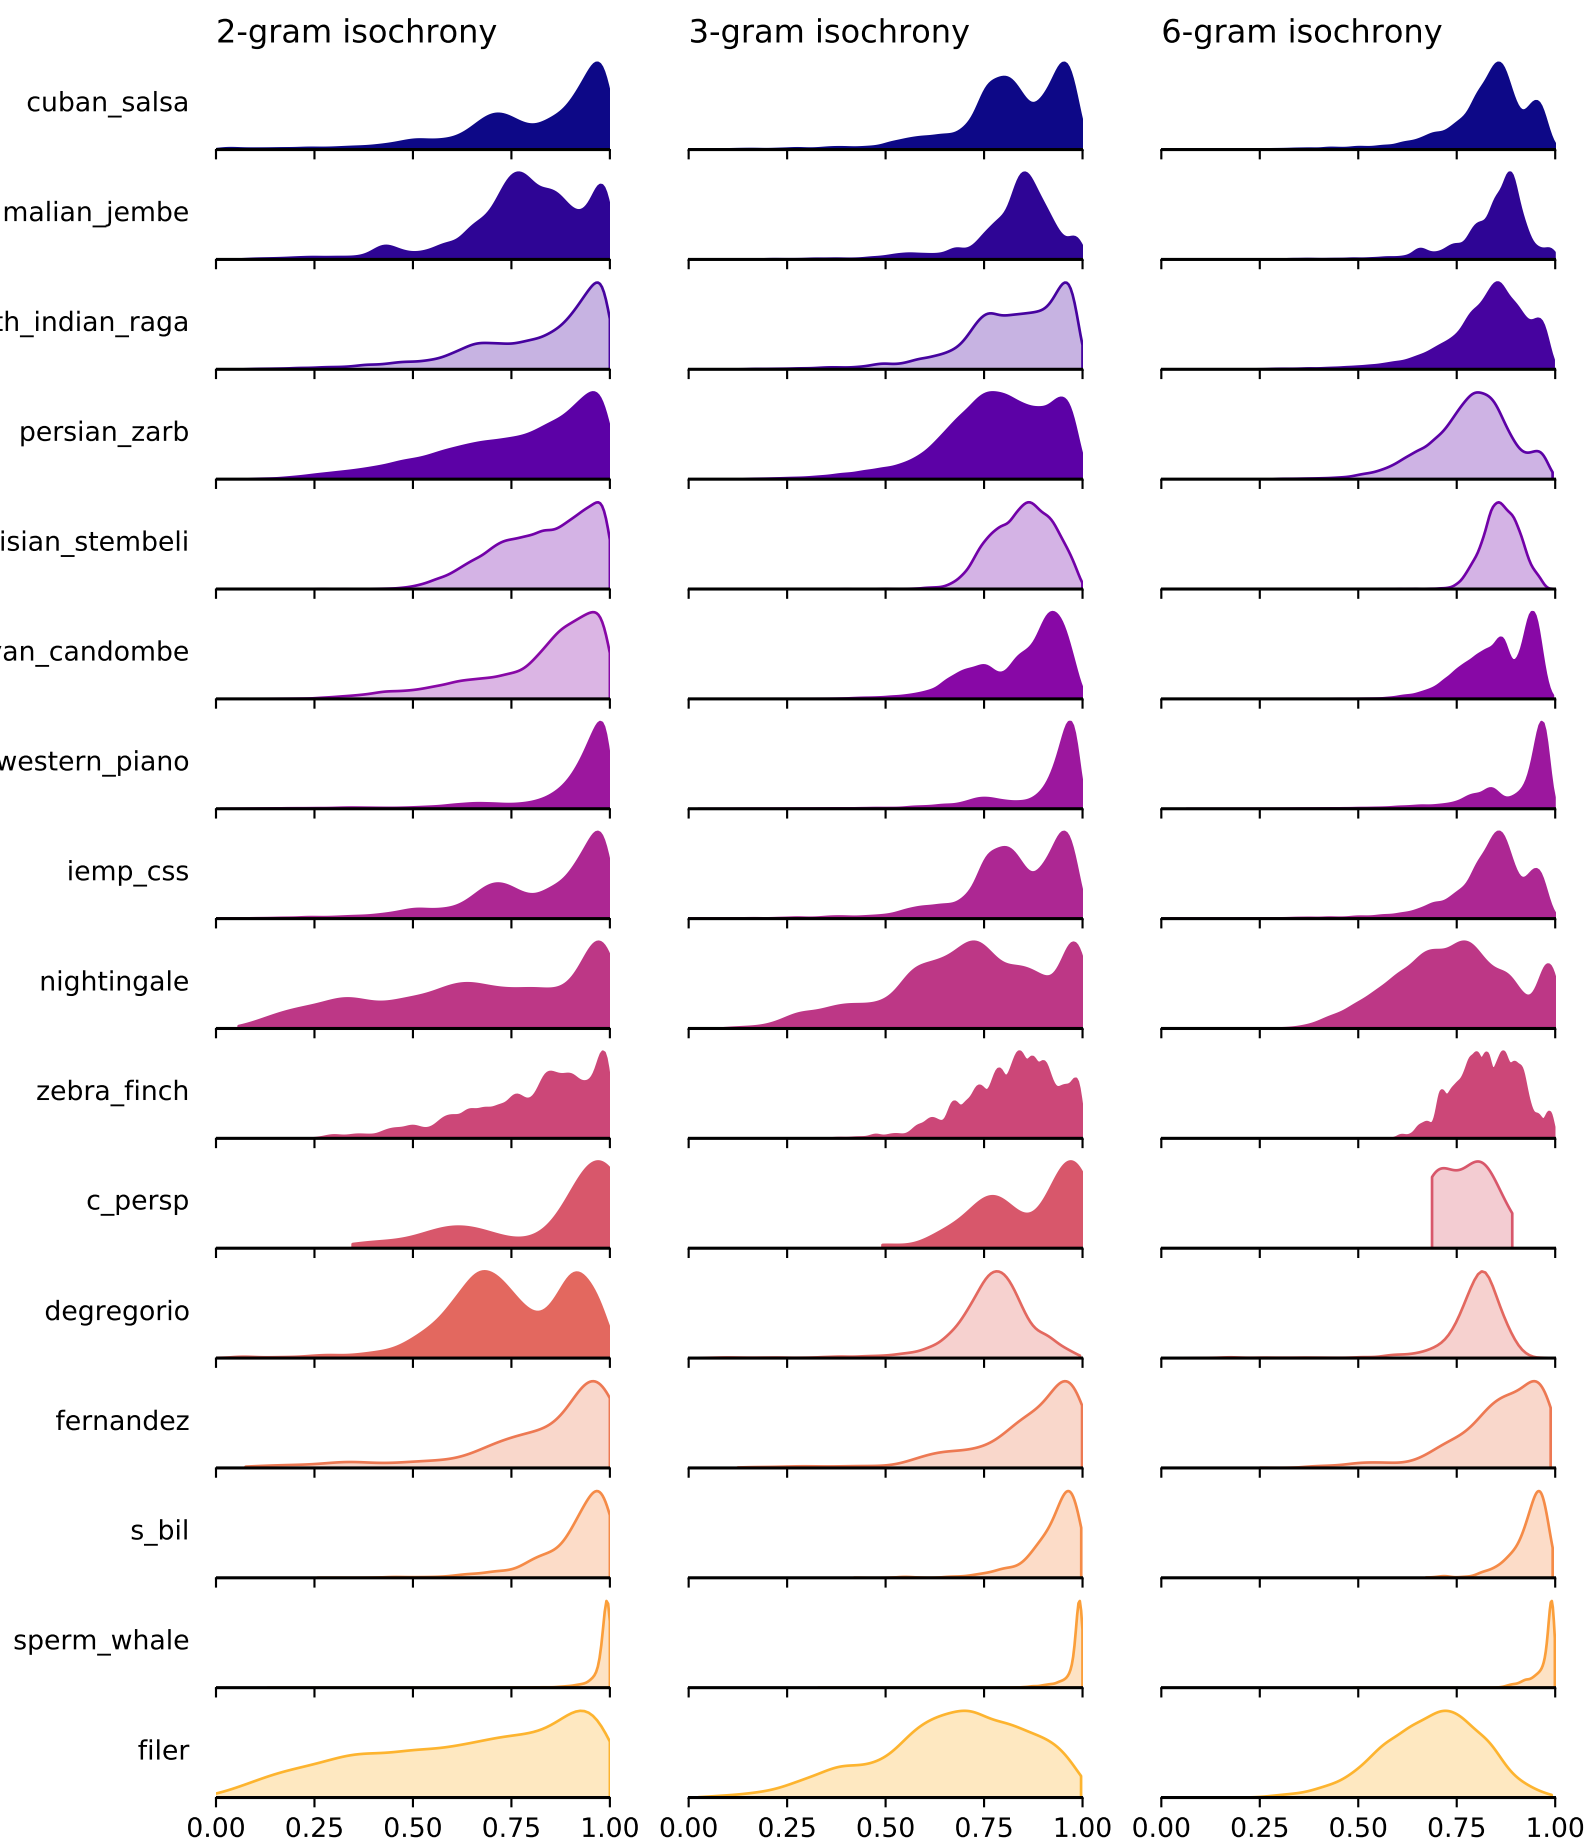 2-gram isochrony 3-gram isochrony 6-gram isochrony
cuban_salsa
malian_jembe
th_indian_raga
persian_zarb
isian_stembeli
yan_candombe
western_piano
iemp_css
nightingale
zebra_finch
c_persp
degregorio
fernandez
s_bil
sperm_whale
filer
0.00 0.25 0.50 0.75 1.00 0.00 0.25 0.50 0.75 1.00 0.00 0.25 0.50 0.75 1.00